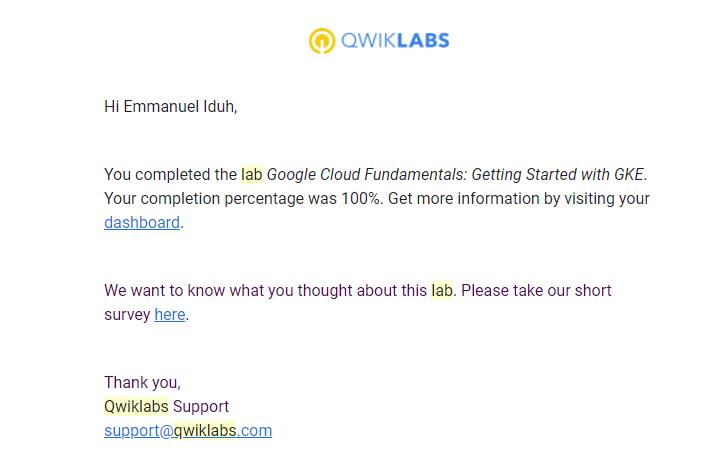 QWIKLABS
Hi Emmanuel Iduh,
You completed the lab Google Cloud Fundamentals: Getting Started with GKE.
Your completion percentage was 100%. Get more information by visiting your
dashboard.
We want to know what you thought about this lab. Please take our short
survey here.
Thank you,
Qwiklabs Support
support@qwiklabs.com